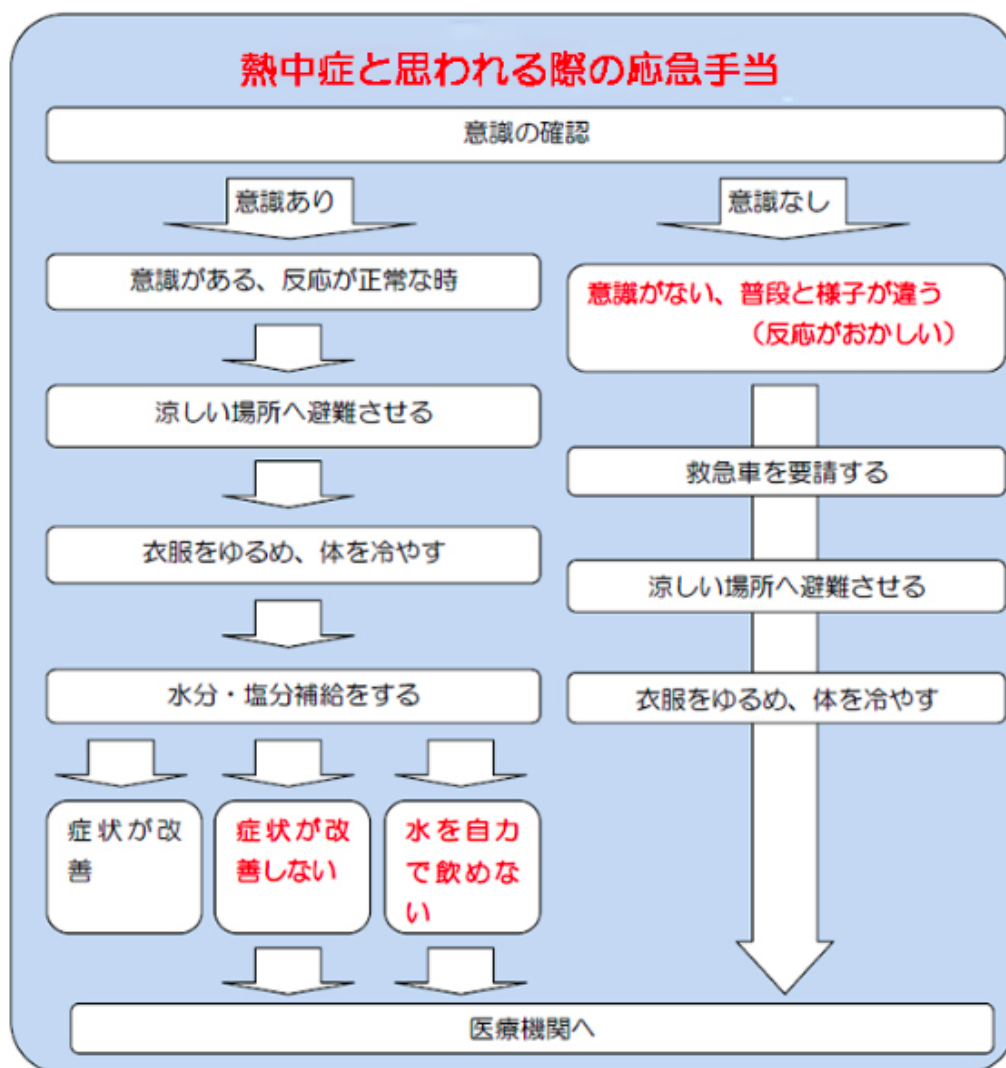 熱中症と思われる際の応急手当
意識の確認
意識あり
意識なし
意識がある、反応が正常な時
意識がない、普段と様子が違う
（反応がおかしい）
涼しい場所へ避難させる
救急車を要請する
衣服をゆるめ、体を冷やす
涼しい場所へ避難させる
水分・塩分補給をする
衣服をゆるめ、体を冷やす
症状が改
善
症状が改
善しない
水を自力
で飲めな
い
医療機関へ